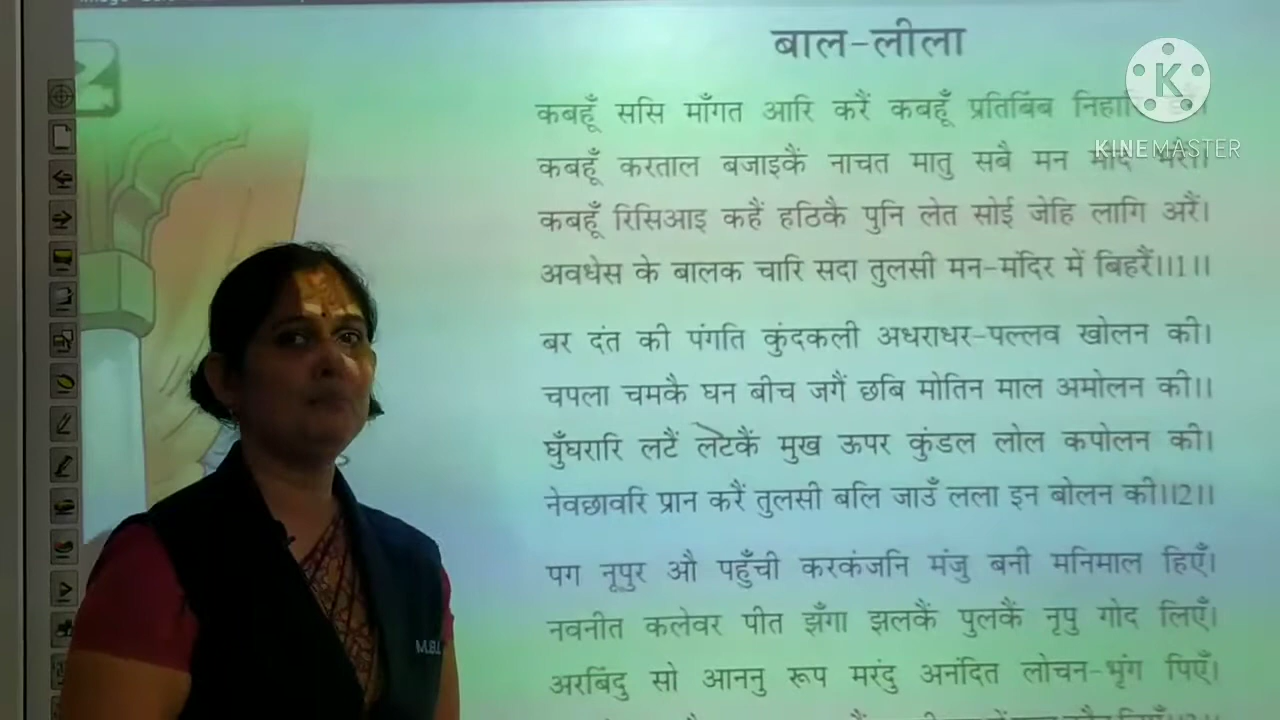 बाल-लीला
कबहूँ ससि माँगत आरि करैं कबहूँ प्रतिबिंब
KINEMASTER
कबहूँ करताल बजाइकैं नाचत मातु सबै मन
कबहूँ रिसिआइ कहैं हठिकै पुनि लेत सोई जेहि लागि अरैं।
अवधेस के बालक चारि सदा तुलसी मन-मंदिर में बिहरैं।।1।।
बर दंत की पंगति कुंदकली अधराधर-पल्लव खोलन की।
चपला चमकै घन बीच जगैं छबि मोतिन माल अमोलन की।।
घुँघरारि लटैं लटकैं मुख ऊपर कुंडल लोल कपोलन की।
नेवछावरि प्रान करैं तुलसी बलि जाउँ लला इन बोलन की।।2।।
पग नूपुर औ पहुँची करकंजनि मंजु बनी मनिमाल हिएँ।
नवनीत कलेवर पीत झँगा झलकैं पुलकैं नृपु गोद लिएँ।
अरबिंदु सो आननु रूप मरंदु अनंदित लोचन-भृंग पिएँ।